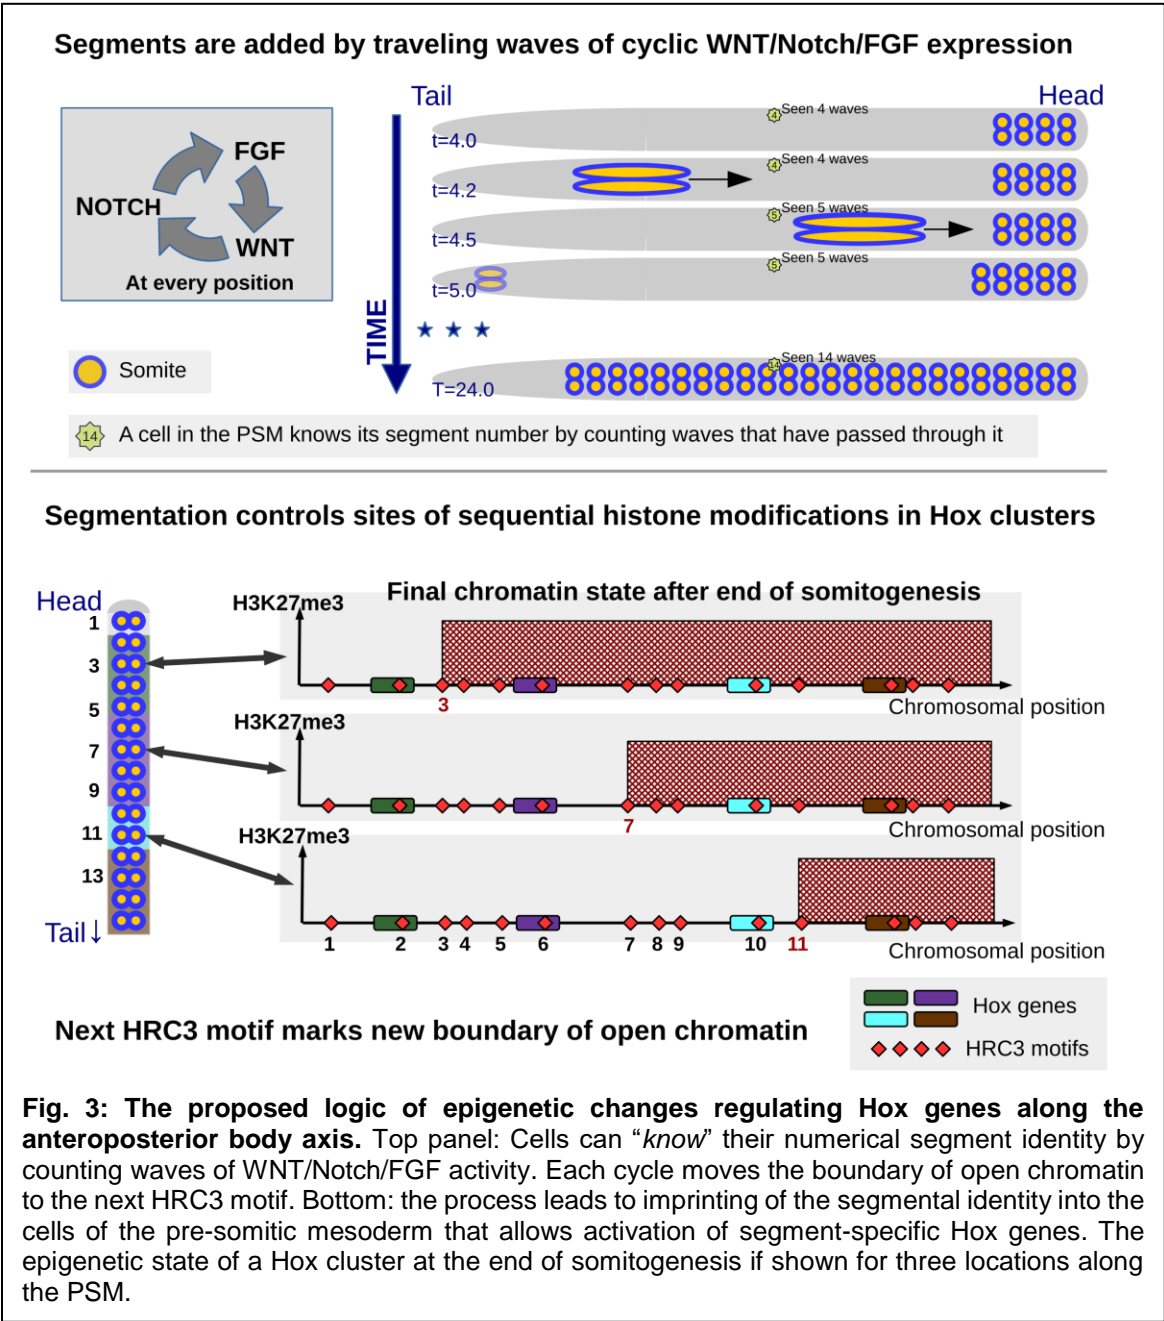 Segments are added by traveling waves of cyclic WNT/Notch/FGF expression
Tail
Head
FGF
NOTCH
WNT
At every position
TIME
t=4.0
4
Seen 4 waves
t=4.2
4
Seen 4 waves
t=4.5
5
Seen 5 waves
t=5.0
5
Seen 5 waves
T=24.0
14
Seen 14 waves
Somite
14 A cell in the PSM knows its segment number by counting waves that have passed through it
Segmentation controls sites of sequential histone modifications in Hox clusters
Final chromatin state after end of somitogenesis
Head
1
3
5
7
9
11
13
Tail↓
H3K27me3
3
Chromosomal position
H3K27me3
7
Chromosomal position
H3K27me3
1 2 3 4 5 6 7 8 9 10 11
Chromosomal position
Next HRC3 motif marks new boundary of open chromatin
Hox genes
HRC3 motifs
Fig. 3: The proposed logic of epigenetic changes regulating Hox genes along the
anteroposterior body axis. Top panel: Cells can “know” their numerical segment identity by
counting waves of WNT/Notch/FGF activity. Each cycle moves the boundary of open chromatin
to the next HRC3 motif. Bottom: the process leads to imprinting of the segmental identity into the
cells of the pre-somitic mesoderm that allows activation of segment-specific Hox genes. The
epigenetic state of a Hox cluster at the end of somitogenesis if shown for three locations along
the PSM.